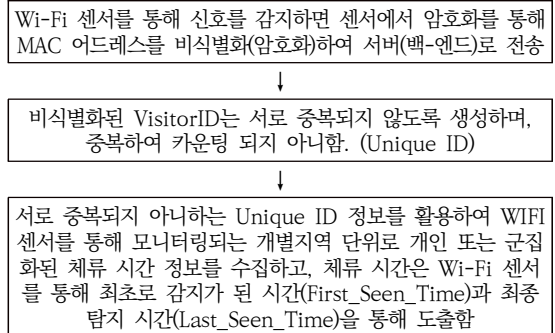 Wi-Fi 센서를 통해 신호를 감지하면 센서에서 암호화를 통해
MAC 어드레스를 비식별화(암호화)하여 서버(백-엔드)로 전송
↓
비식별화된 VisitorID는 서로 중복되지 않도록 생성하며,
중복하여 카운팅 되지 아니함. (Unique ID)
↓
서로 중복되지 아니하는 Unique ID 정보를 활용하여 WIFI
센서를 통해 모니터링되는 개별지역 단위로 개인 또는 군집
화된 체류 시간 정보를 수집하고, 체류 시간은 Wi-Fi 센서
를 통해 최초로 감지가 된 시간(First_Seen_Time)과 최종
탐지 시간(Last_Seen_Time)을 통해 도출함